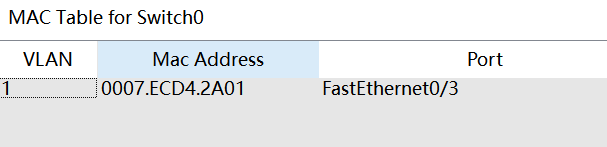 MAC Table for Switch0
VLAN Mac Address Port
1 0007.ECD4.2A01 FastEthernet0/3